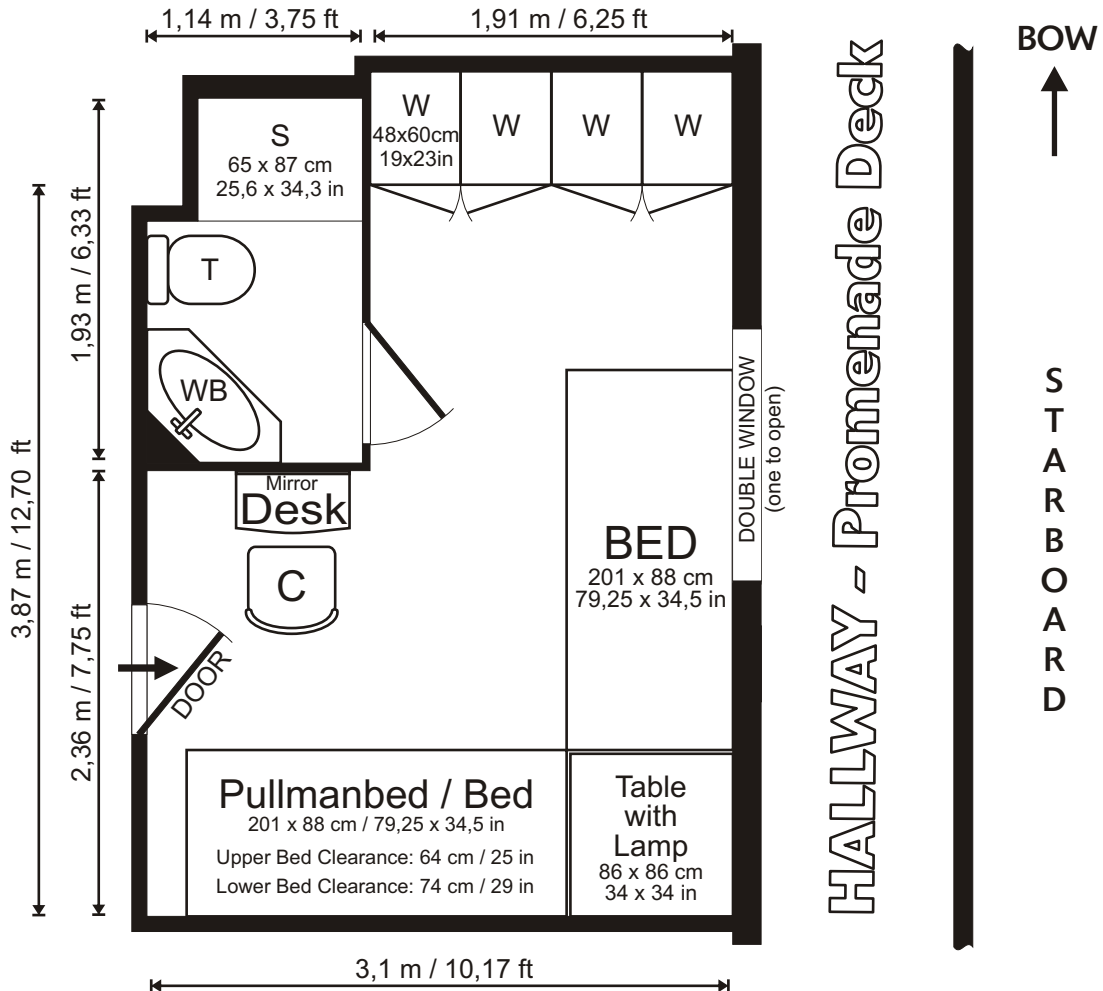 1,14 m / 3,75 ft
1,91 m / 6,25 ft
BOW
W
48x60cm
19x23in
W
W
W
S
65 x 87 cm
25,6 x 34,3 in
T
WB
1,93 m / 6,33 ft
3,87 m / 12,70 ft
2,36 m / 7,75 ft
Mirror
Desk
C
DOOR
BED
201 x 88 cm
79,25 x 34,5 in
DOUBLE WINDOW
(one to open)
HALLWAY - Promenade Deck
STARBOARD
Pullmanbed / Bed
201 x 88 cm / 79,25 x 34,5 in
Upper Bed Clearance: 64 cm / 25 in
Lower Bed Clearance: 74 cm / 29 in
Table
with
Lamp
86 x 86 cm
34 x 34 in
3,1 m / 10,17 ft